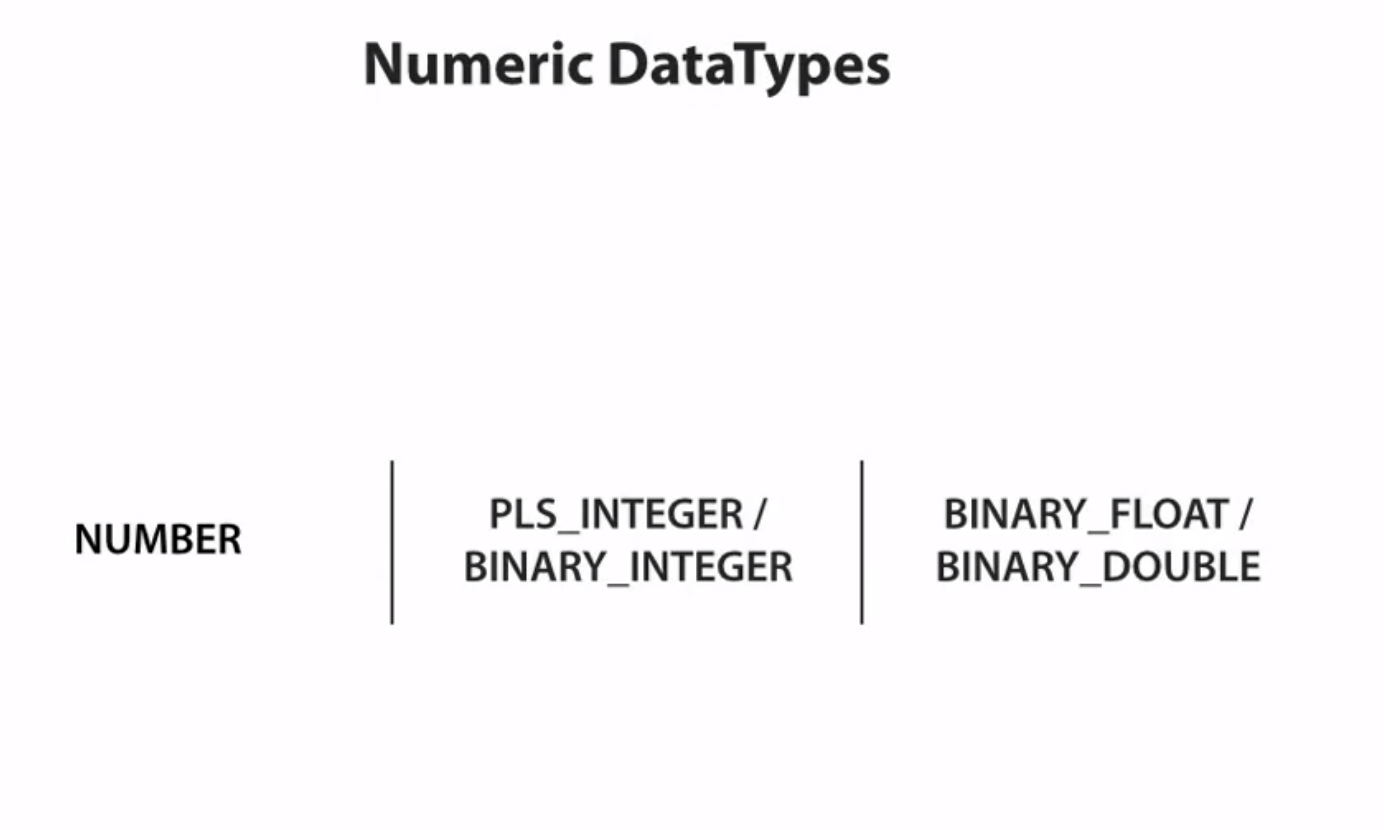 Numeric DataTypes
NUMBER
PLS_INTEGER /
BINARY_INTEGER
BINARY_FLOAT /
BINARY_DOUBLE